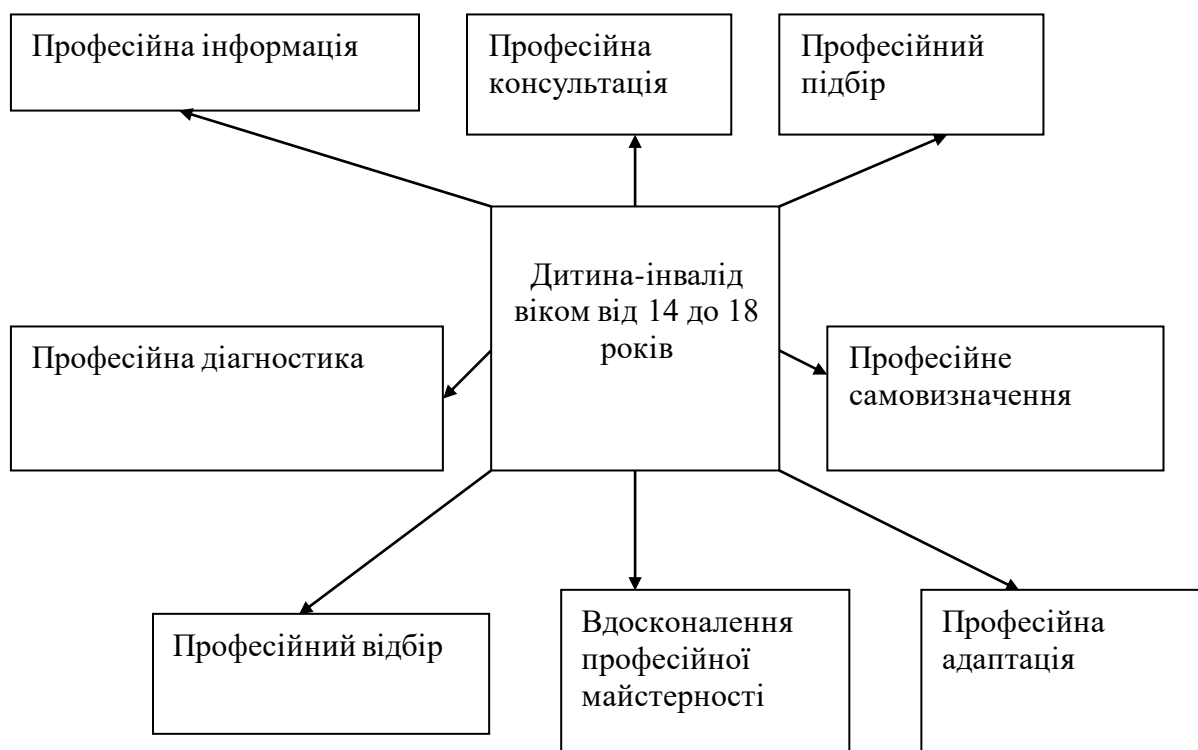 Професійна інформація
Професійна
консультація
Професійний
підбір
Дитина-інвалід
віком від 14 до 18
років
Професійна діагностика
Професійне
самовизначення
Професійний відбір
Вдосконалення
професійної
майстерності
Професійна
адаптація